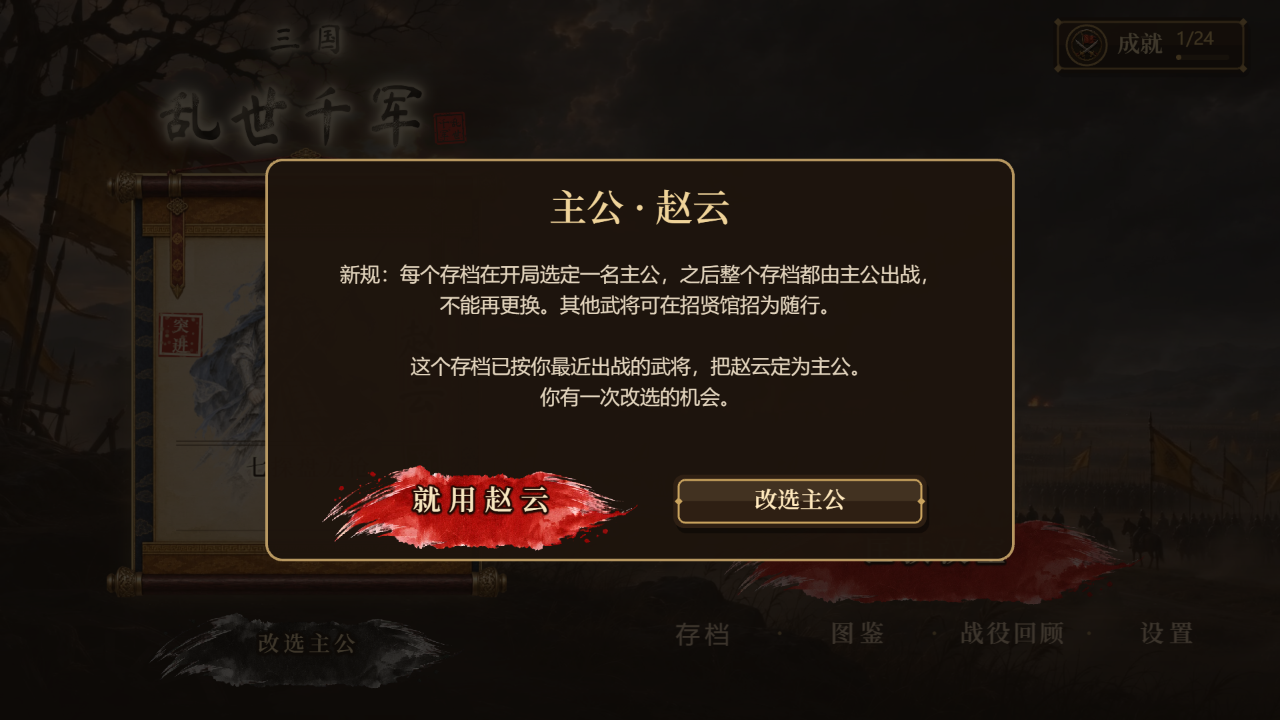 三国
乱世千军
成就 1/24
主公·赵云
新规：每个存档在开局选定一名主公，之后整个存档都由主公出战，
不能再更换。其他武将可在招贤馆招为随行。
这个存档已按你最近出战的武将，把赵云定为主公。
你有一次改选的机会。
突进
七
就用赵云
改选主公
改选主公
存档 · 图鉴 · 战役回顾 · 设置